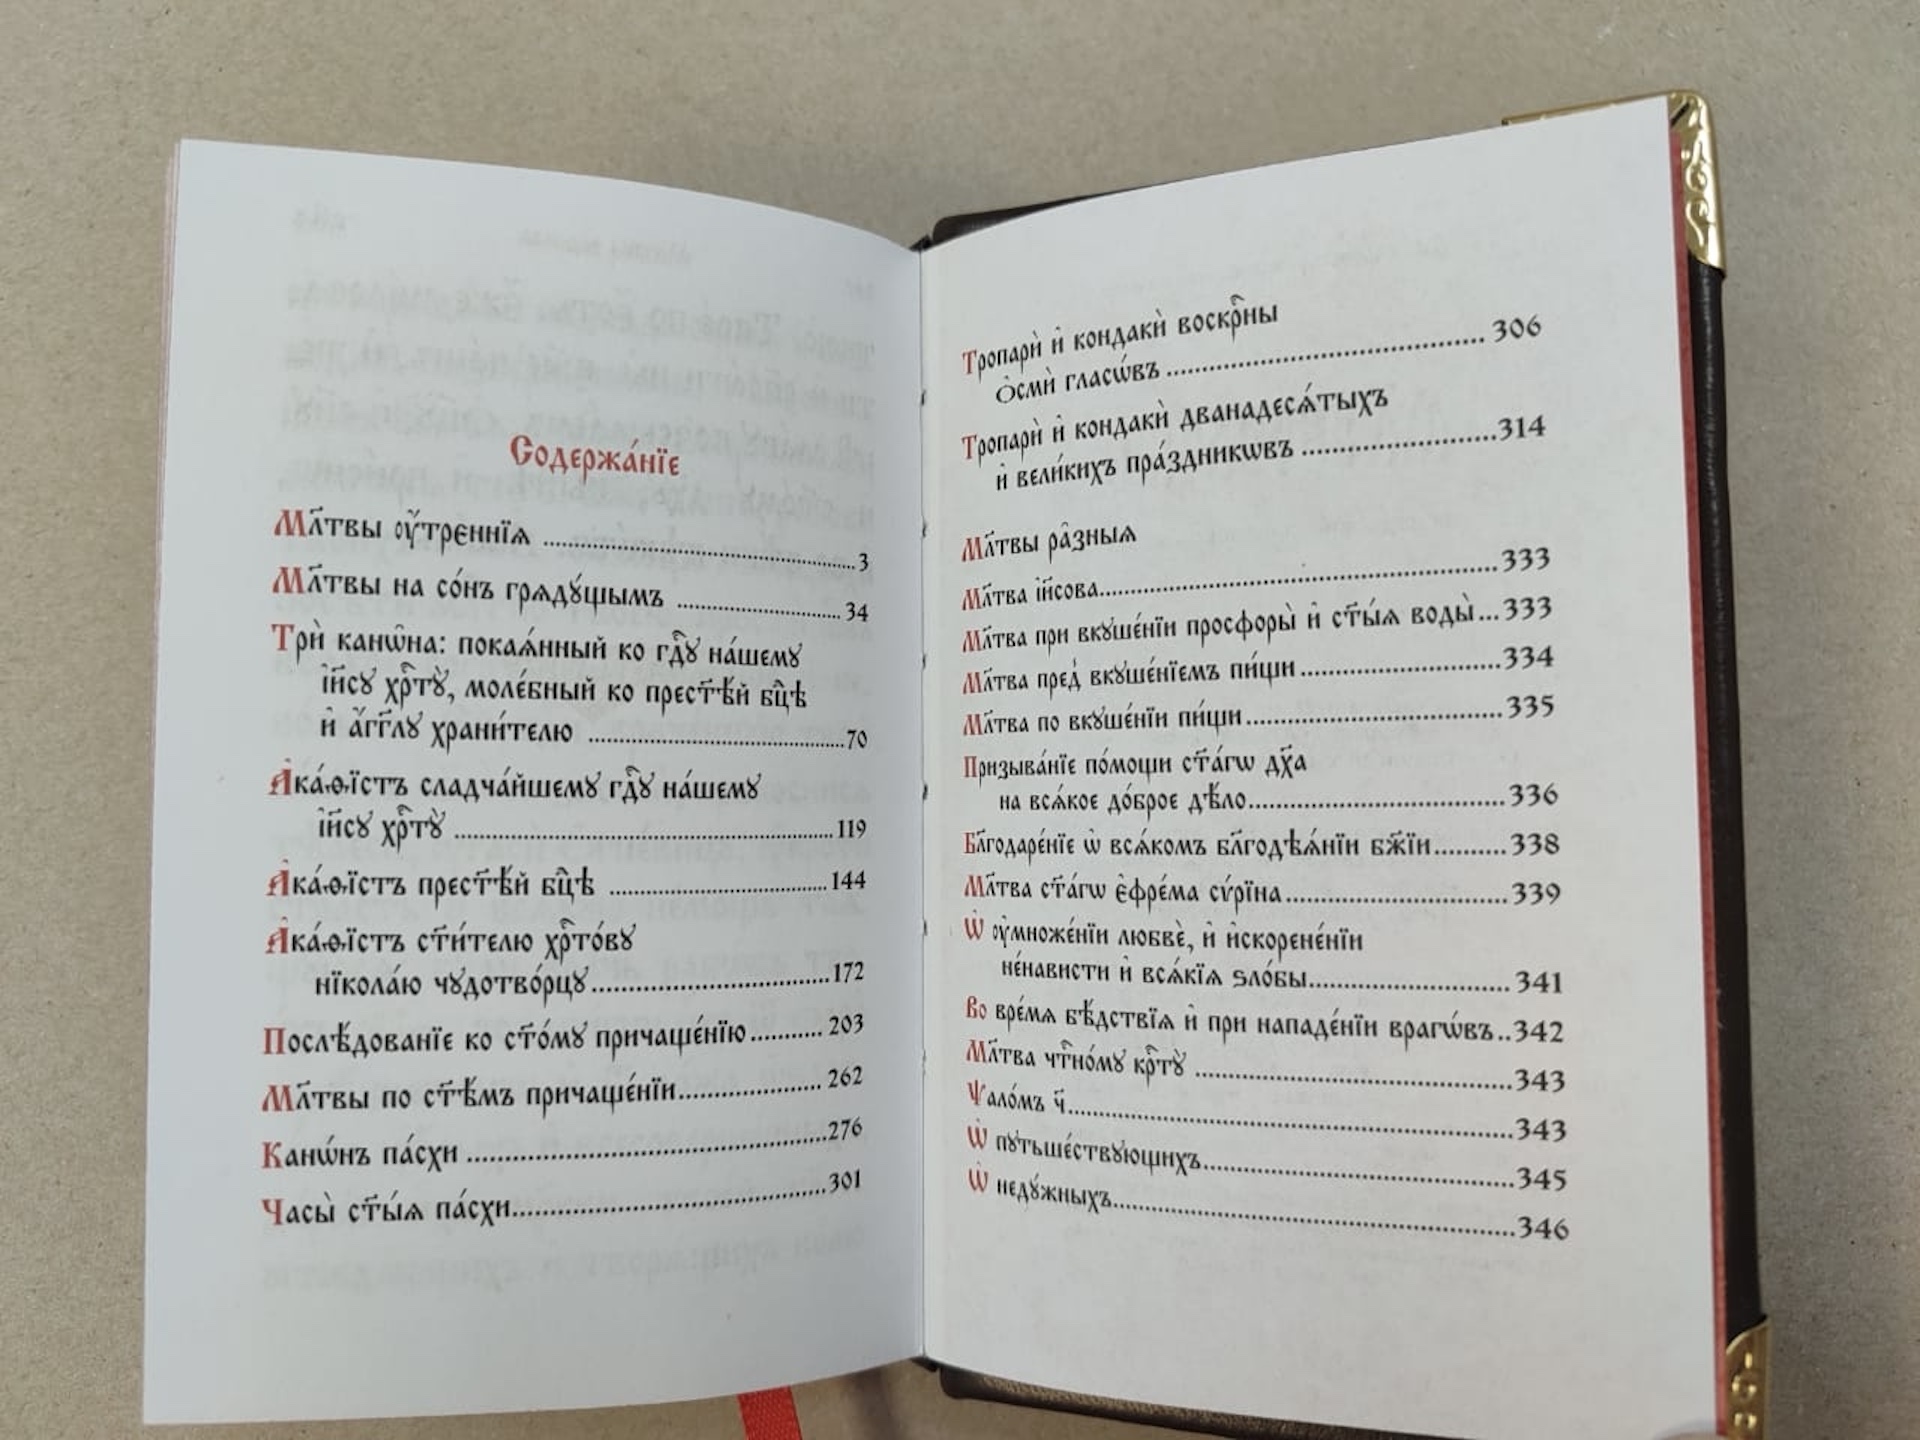 Содержа́нїе
Мл҃твы оу҆́тренниѧ ........3
Мл҃твы на со́нъ грѧдꙋ́щымъ ........34
Трѝ канѡ́на: покаѧ́нный ко гдⷭ҇ꙋ на́шемꙋ
і҆и҃сꙋ хрⷭ҇тꙋ̀, моле́бный ко прест҃ѣ́й бцⷣѣ
и҆ а҆́гг҃лꙋ храни́телю ........70
А҆ка́ѳїстъ сладча́йшемꙋ гдⷭ҇ꙋ на́шемꙋ
і҆и҃сꙋ хрⷭ҇тꙋ̀ ........119
А҆ка́ѳїстъ прест҃ѣ́й бцⷣѣ ........144
А҆ка́ѳїстъ ст҃и́телю хрⷭ҇то́вꙋ
нїкола́ю чꙋдотво́рцꙋ ........172
Послѣ́дованїе ко ст҃о́мꙋ причаще́нїю ........203
Мл҃твы по ст҃ѣ́мъ причаще́нїи ........262
Канѡ́нъ па́схи ........276
Часы̀ ст҃ы́ѧ па́схи ........301
Тропарѝ и҆ кондакѝ воскрⷭ҇ны
ѻ҆смѝ гласѡ́въ ........306
Тропарѝ и҆ кондакѝ дванадесѧ́тыхъ
и҆ вели́кихъ пра́здникѡвъ ........314
Мл҃твы ра̑зныѧ
Мл҃тва і҆и҃сова ........333
Мл҃тва при вкꙋше́нїи просфоры̀ и҆ ст҃ы́ѧ воды̀ ...333
Мл҃тва пред̾ вкꙋше́нїемъ пи́щи ........334
Мл҃тва по вкꙋше́нїи пи́щи ........335
Призыва́нїе по́мощи ст҃а́гѡ дх҃а
на всѧ́кое до́брое дѣ́ло ........336
Бл҃годаре́нїе ѡ҆ всѧ́комъ бл҃годѣѧ́нїи бж҃їи ........338
Мл҃тва ст҃а́гѡ є҆фре́ма сѵ́рїна ........339
Ѡ҆ оу҆множе́нїи любвѐ, и҆ и҆скорене́нїи
не́нависти и҆ всѧ́кїѧ ѕло́бы ........341
Во вре́мѧ бѣ́дствїѧ и҆ при нападе́нїи врагѡ́въ ..342
Мл҃тва чтⷭ҇но́мꙋ крⷭ҇тꙋ̀ ........343
Ѱало́мъ ч҃ ........343
Ѡ҆ пꙋтьше́ствꙋющихъ ........345
Ѡ҆ недꙋ́жныхъ ........346